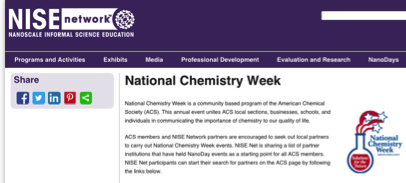 NISE network
NANOSCALE INFORMAL SCIENCE EDUCATION
Programs and Activities Exhibits Media Professional Development Evaluation and Research NanoDays
Share
National Chemistry Week
National Chemistry Week is a community based program of the American Chemical
Society (ACS). This annual event unites ACS local sections, businesses, schools, and
individuals in communicating the importance of chemistry to our quality of life.
ACS members and NISE Network partners are encouraged to seek out local partners
to carry out National Chemistry Week events. NISE Net is sharing a list of partner
institutions that have held NanoDay events as a starting point for all ACS members.
NISE Net participants can start their search for partners on the ACS page by following
the links below.
National
Chemistry
Week